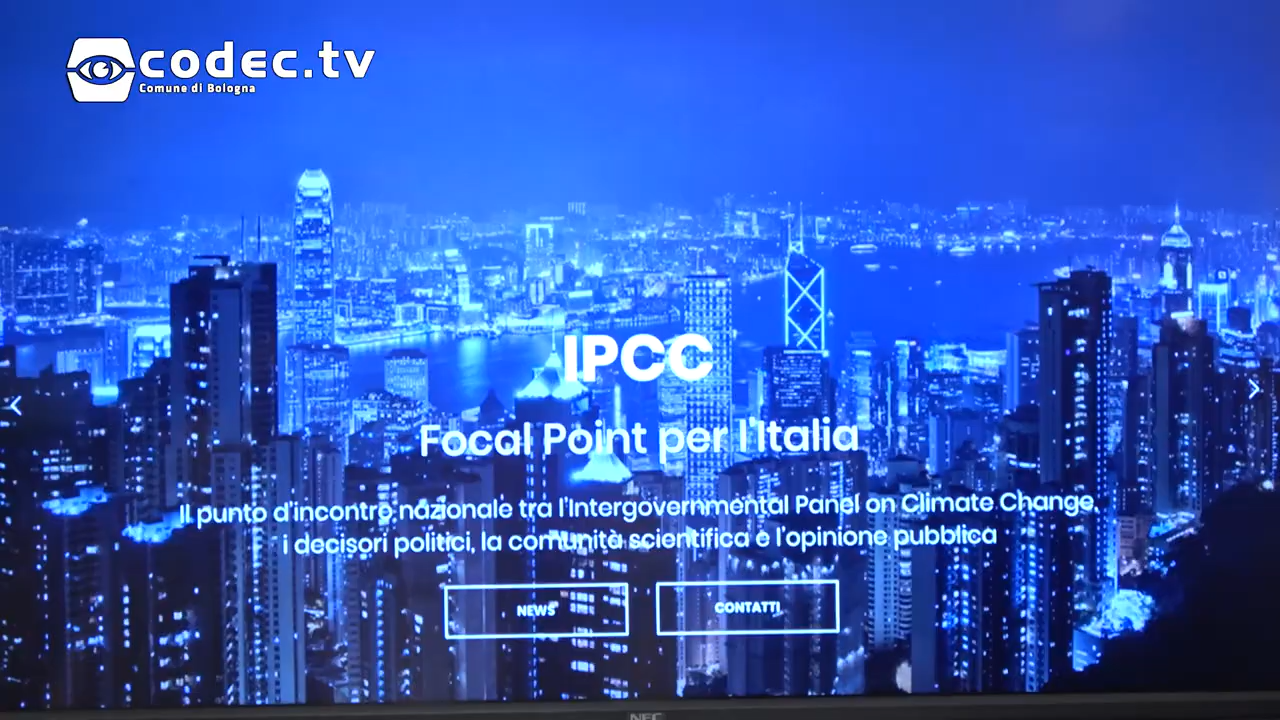 codec.tv
Comune di Bologna
IPCC
Focal Point per l'Italia
Il punto d'incontro nazionale tra l'Intergovernmental Panel on Climate Change,
i decisori politici, la comunità scientifica e l'opinione pubblica
NEWS
CONTATTI
NEC